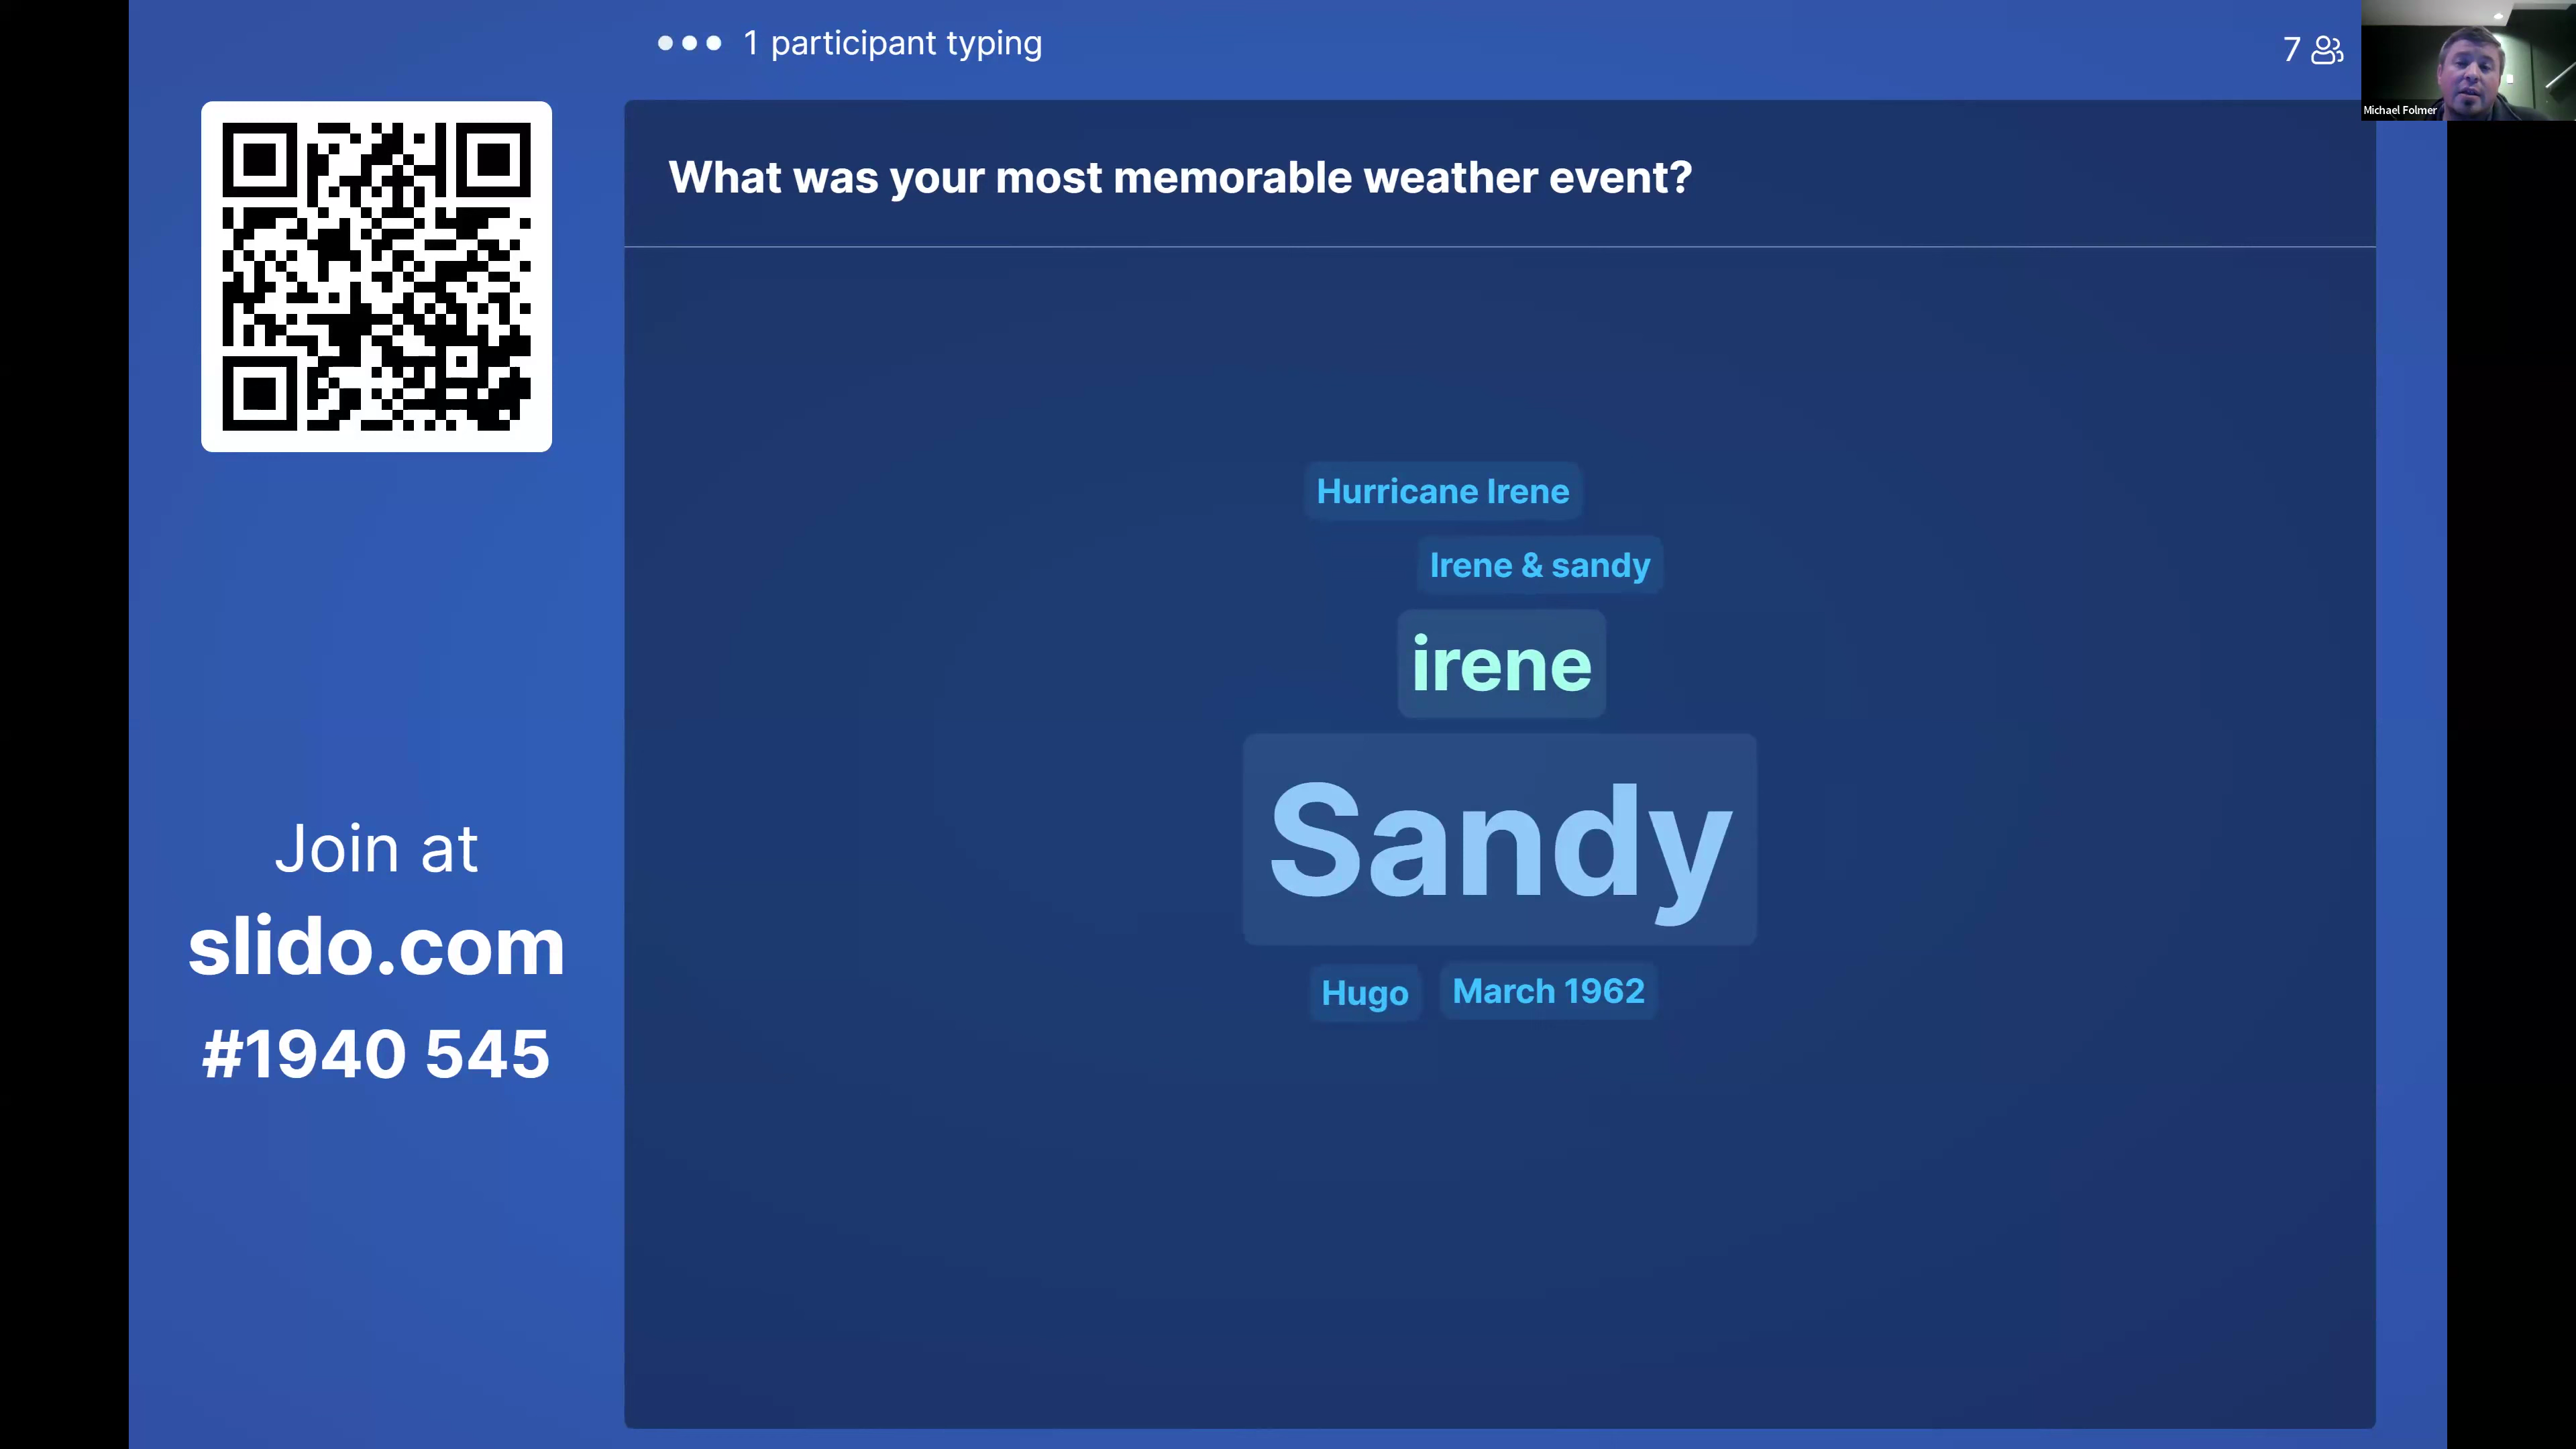 1 participant typing
7
Michael Folmer
What was your most memorable weather event?
Hurricane Irene
Irene & sandy
irene
Sandy
Hugo
March 1962
Join at
slido.com
#1940 545